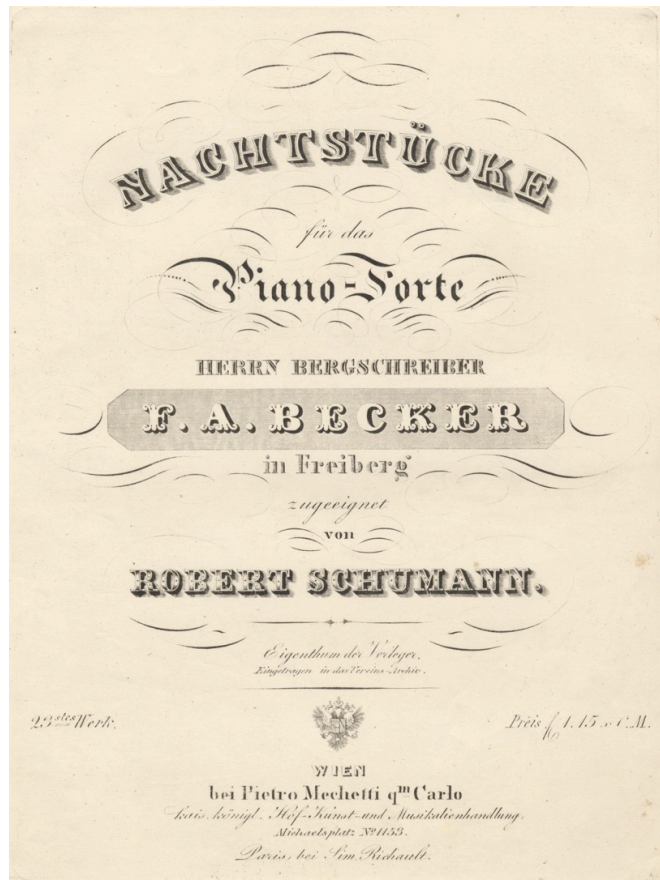 NACHTSTÜCKE
für das
Piano-Forte
HERRN BERGSCHREIBER
F. A. BECKER
in Freiberg
zugeeignet
von
ROBERT SCHUMANN.
Eigenthum der Verleger.
Eingetragen in das Vereins-Archiv.
23stes Werk.
Preis f 1.15 x C.M.
WIEN
bei Pietro Mechetti qm Carlo
kais. königl. Hof-Kunst-und Musikalienhandlung.
Michaelsplatz No 1153.
Paris, bei Sim. Richault.